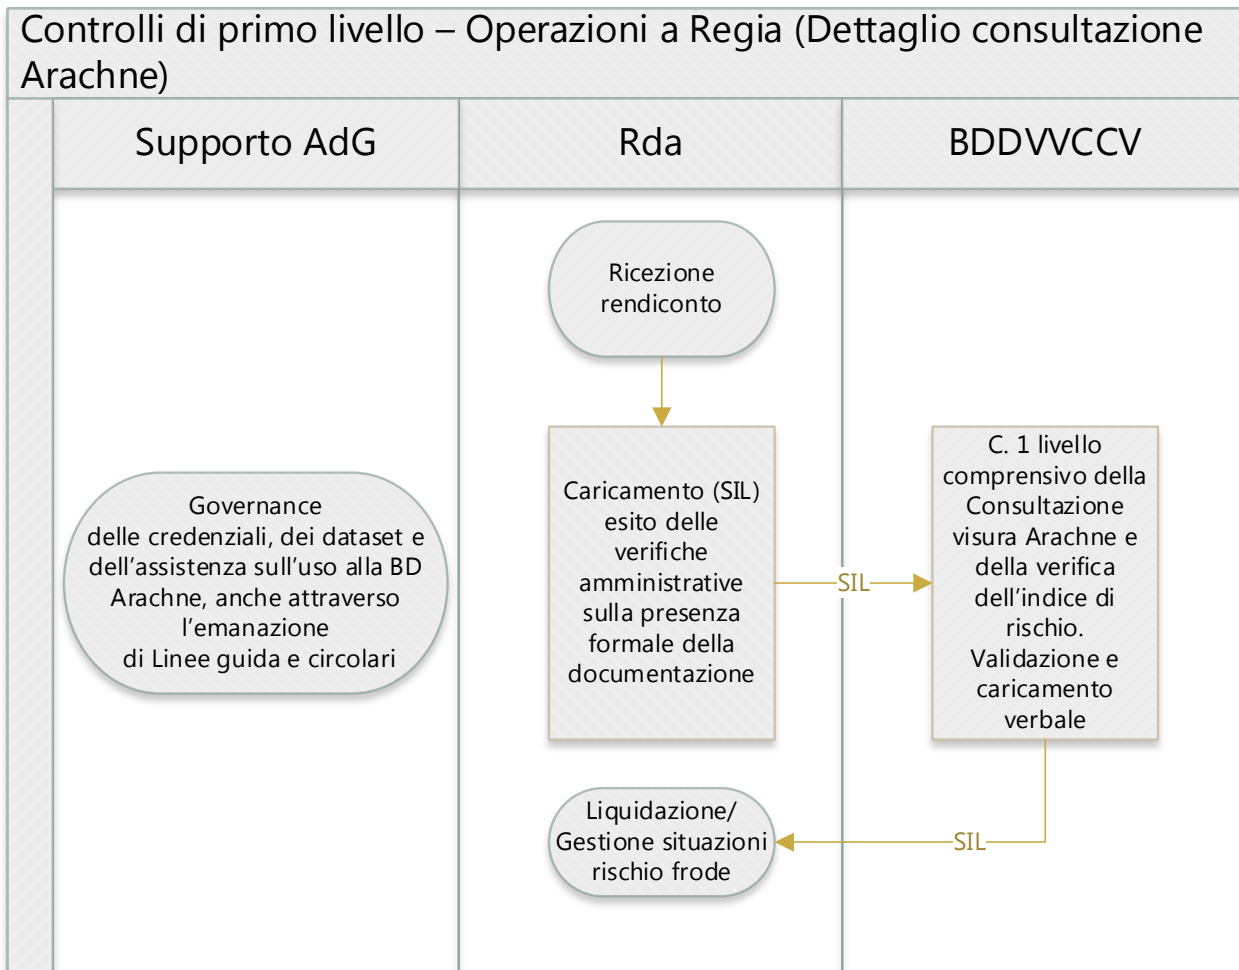 Controlli di primo livello – Operazioni a Regia (Dettaglio consultazione
Arachne)
Supporto AdG
Rda
BDDVVCCV
Ricezione
rendiconto
Governance
delle credenziali, dei dataset e
dell'assistenza sull'uso alla BD
Arachne, anche attraverso
l'emanazione
di Linee guida e circolari
Caricamento (SIL)
esito delle
verifiche
amministrative
sulla presenza
formale della
documentazione
SIL
C. 1 livello
comprensivo della
Consultazione
visura Arachne e
della verifica
dell'indice di
rischio.
Validazione e
caricamento
verbale
SIL
Liquidazione/
Gestione situazioni
rischio frode